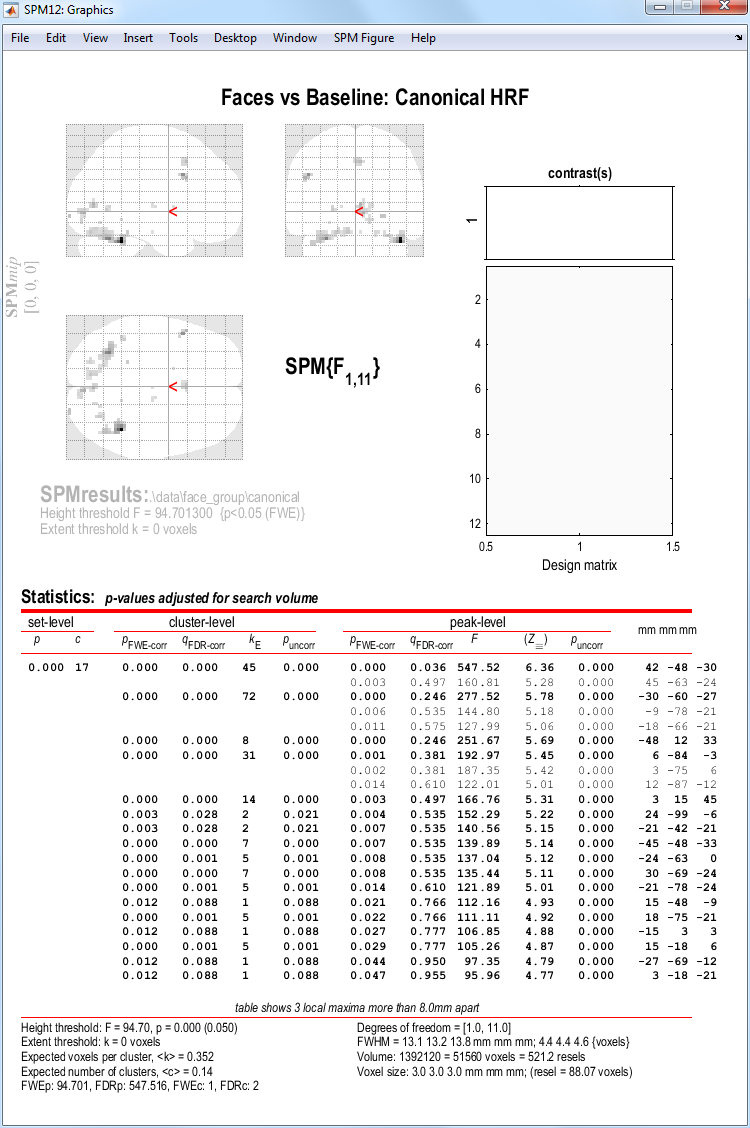 SPM12: Graphics
File Edit View Insert Tools Desktop Window SPM Figure Help
Faces vs Baseline: Canonical HRF
<
<
SPMmip
[0, 0, 0]
<
SPM{F1,11}
contrast(s)
1
2
4
6
8
10
12
0.5 1 1.5
Design matrix
SPMresults:.\data\face_group\canonical
Height threshold F = 94.701300 {p<0.05 (FWE)}
Extent threshold k = 0 voxels
Statistics: p-values adjusted for search volume
set-level cluster-level peak-level mm mm mm
p c pFWE-corr qFDR-corr kE puncorr pFWE-corr qFDR-corr F (Z≡) puncorr
0.000 17 0.000 0.000 45 0.000 0.000 0.036 547.52 6.36 0.000 42 -48 -30
0.003 0.497 160.81 5.28 0.000 45 -63 -24
0.000 0.000 72 0.000 0.000 0.246 277.52 5.78 0.000 -30 -60 -27
0.006 0.535 144.80 5.18 0.000 -9 -78 -21
0.011 0.575 127.99 5.06 0.000 -18 -66 -21
0.000 0.000 8 0.000 0.000 0.246 251.67 5.69 0.000 -48 12 33
0.000 0.000 31 0.000 0.001 0.381 192.97 5.45 0.000 6 -84 -3
0.002 0.381 187.35 5.42 0.000 3 -75 6
0.014 0.610 122.01 5.01 0.000 12 -87 -12
0.000 0.000 14 0.000 0.003 0.497 166.76 5.31 0.000 3 15 45
0.003 0.028 2 0.021 0.004 0.535 152.29 5.22 0.000 24 -99 -6
0.003 0.028 2 0.021 0.007 0.535 140.56 5.15 0.000 -21 -42 -21
0.000 0.000 7 0.000 0.007 0.535 139.89 5.14 0.000 -45 -48 -33
0.000 0.001 5 0.001 0.008 0.535 137.04 5.12 0.000 -24 -63 0
0.000 0.000 7 0.000 0.008 0.535 135.44 5.11 0.000 30 -69 -24
0.000 0.001 5 0.001 0.014 0.610 121.89 5.01 0.000 -21 -78 -24
0.012 0.088 1 0.088 0.021 0.766 112.16 4.93 0.000 15 -48 -9
0.000 0.001 5 0.001 0.022 0.766 111.11 4.92 0.000 18 -75 -21
0.012 0.088 1 0.088 0.027 0.777 106.85 4.88 0.000 -15 3 3
0.000 0.001 5 0.001 0.029 0.777 105.26 4.87 0.000 15 -18 6
0.012 0.088 1 0.088 0.044 0.950 97.35 4.79 0.000 -27 -69 -12
0.012 0.088 1 0.088 0.047 0.955 95.96 4.77 0.000 3 -18 -21
table shows 3 local maxima more than 8.0mm apart
Height threshold: F = 94.70, p = 0.000 (0.050)
Extent threshold: k = 0 voxels
Expected voxels per cluster, <k> = 0.352
Expected number of clusters, <c> = 0.14
FWEp: 94.701, FDRp: 547.516, FWEc: 1, FDRc: 2
Degrees of freedom = [1.0, 11.0]
FWHM = 13.1 13.2 13.8 mm mm mm; 4.4 4.4 4.6 {voxels}
Volume: 1392120 = 51560 voxels = 521.2 resels
Voxel size: 3.0 3.0 3.0 mm mm mm; (resel = 88.07 voxels)